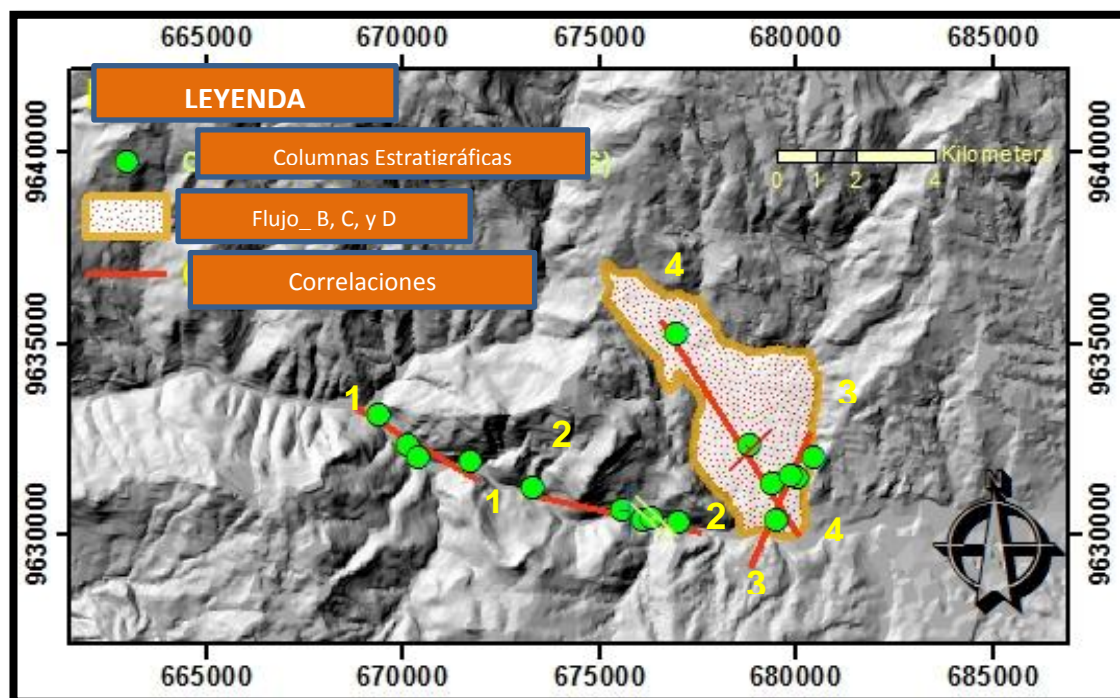 665000 670000 675000 680000 685000
LEYENDA
9640000
Columnas Estratigráficas
Kilometers
9640000
0 1 2 4
Flujo_ B, C, y D
4
Correlaciones
9635000
9635000
1
3
2
1
2
4
9630000
9630000
3
N
665000 670000 675000 680000 685000